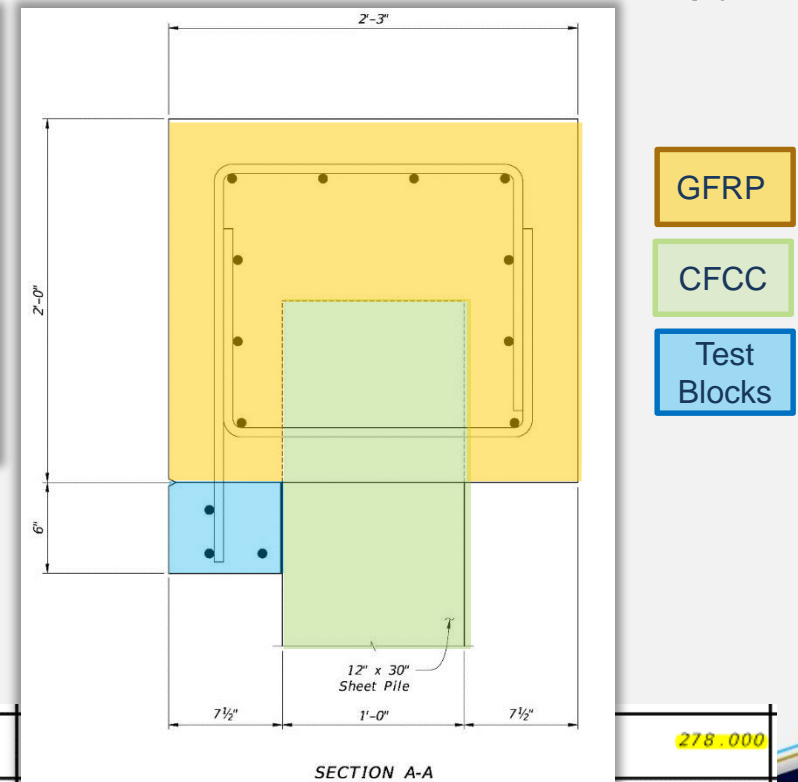 2'-3"
2'-0"
6"
GFRP
CFCC
Test
Blocks
12" x 30"
Sheet Pile
7½"
1'-0"
7½"
278.000
SECTION A-A